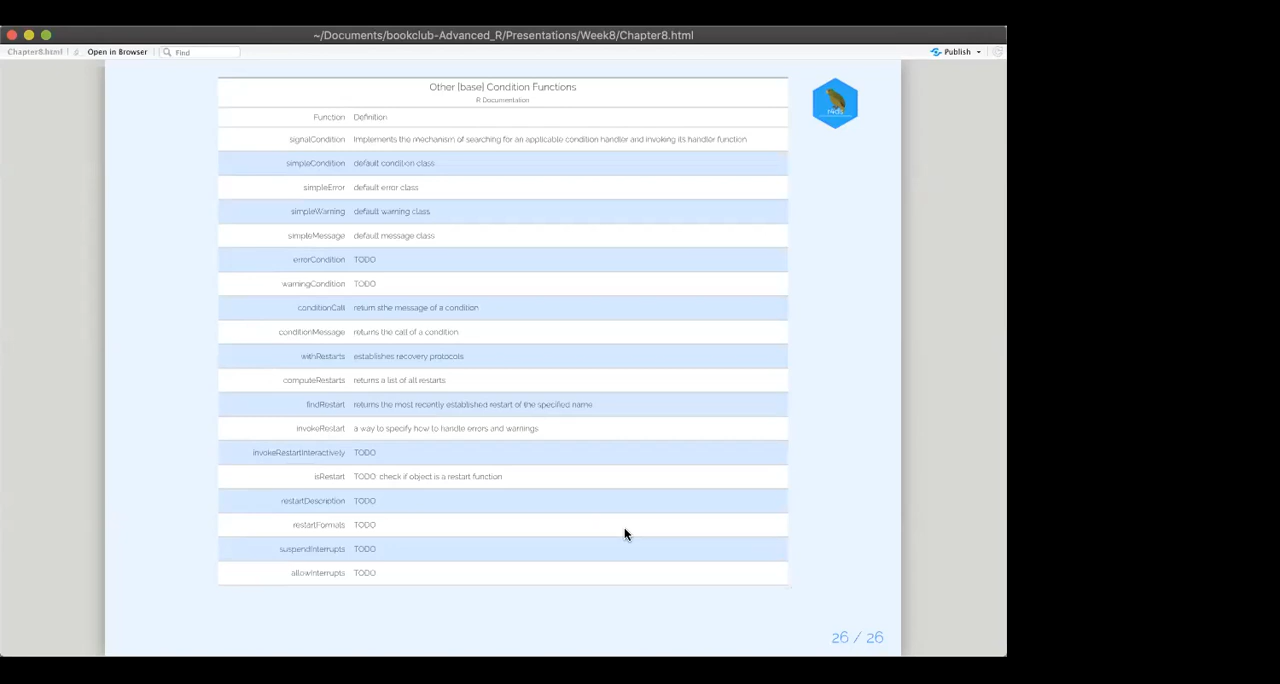 ~/Documents/bookclub-Advanced_R/Presentations/Week8/Chapter8.html
Chapter8.html Open in Browser Find Publish
Other [base] Condition Functions
R Documentation
Function Definition
signalCondition Implements the mechanism of searching for an applicable condition handler and invoking its handler function
simpleCondition default condition class
simpleError default error class
simpleWarning default warning class
simpleMessage default message class
errorCondition TODO
warningCondition TODO
conditionCall return sthe message of a condition
conditionMessage returns the call of a condition
withRestarts establishes recovery protocols
computeRestarts returns a list of all restarts
findRestart returns the most recently established restart of the specified name
invokeRestart a way to specify how to handle errors and warnings
invokeRestartInteractively TODO
isRestart TODO: check if object is a restart function
restartDescription TODO
restartFormals TODO
suspendInterrupts TODO
allowInterrupts TODO
26 / 26